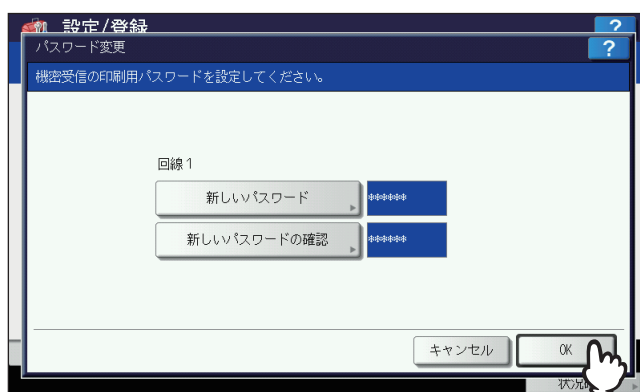 設定/登録
?
パスワード変更
?
機密受信の印刷用パスワードを設定してください。
回線1
新しいパスワード
******
新しいパスワードの確認
******
キャンセル
OK